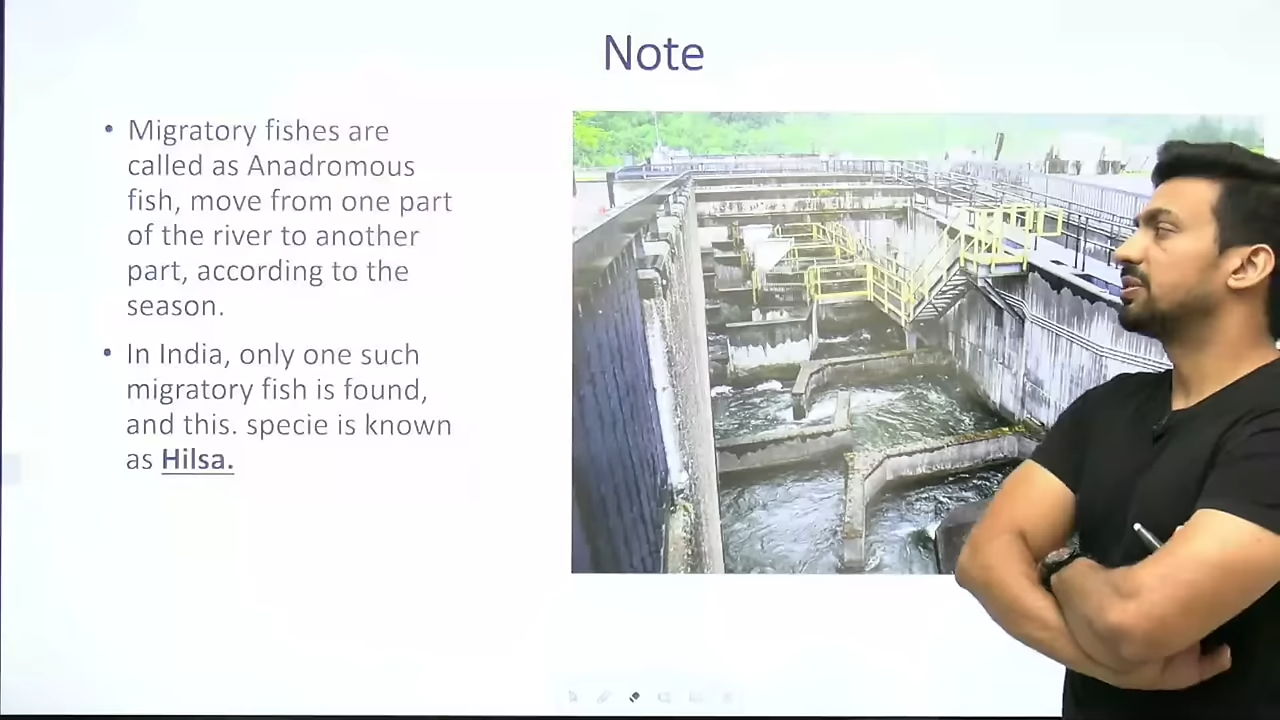 Note
• Migratory fishes are
called as Anadromous
fish, move from one part
of the river to another
part, according to the
season.
• In India, only one such
migratory fish is found,
and this. specie is known
as Hilsa.